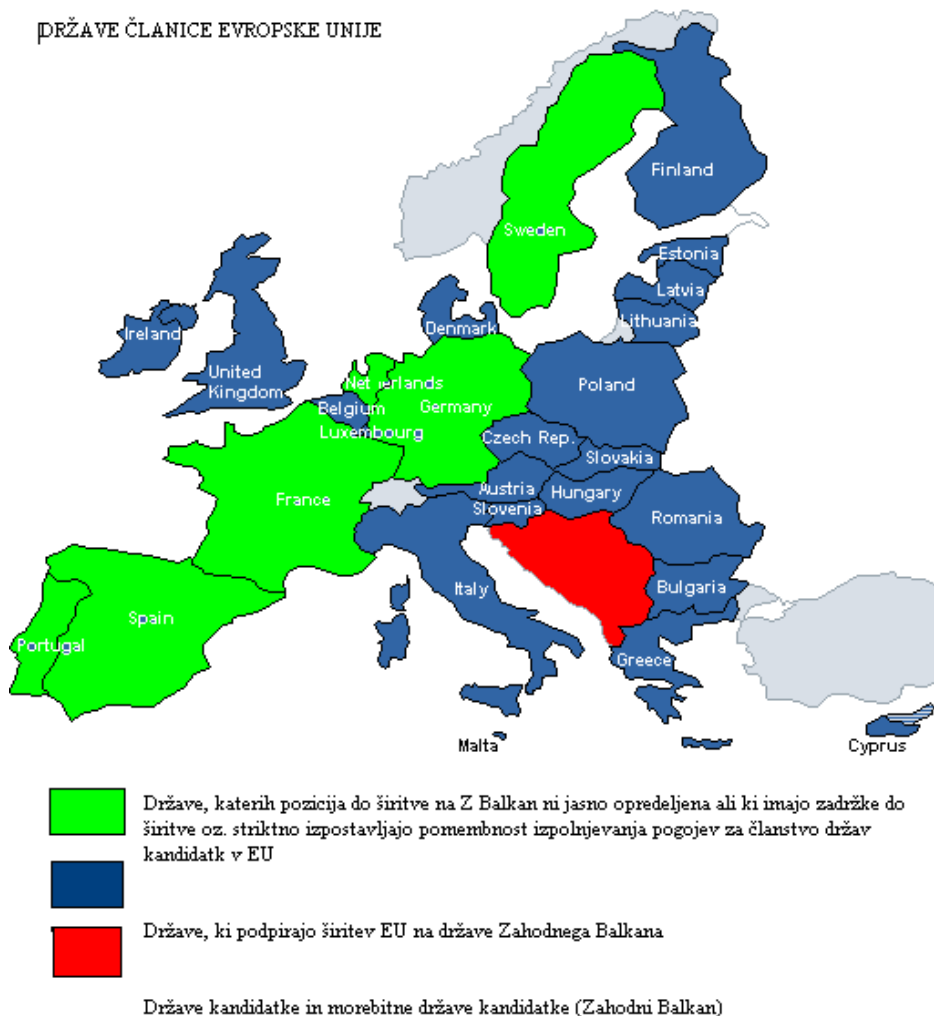 DRŽAVE ČLANICE EVROPSKE UNIJE
Finland
Sweden
Estonia
Latvia
Lithuania
Denmark
Ireland
United
Kingdom
Netherlands
Belgium
Germany
Luxembourg
Poland
Czech Rep.
Slovakia
France
Austria
Hungary
Slovenia
Romania
Italy
Bulgaria
Spain
Portugal
Greece
Malta
Cyprus
Države, katerih pozicija do širitve na Z Balkan ni jasno opredeljena ali ki imajo zadržke do
širitve oz. striktno izpostavljajo pomembnost izpolnjevanja pogojev za članstvo držav
kandidatk v EU
Države, ki podpirajo širitev EU na države Zahodnega Balkana
Države kandidatke in morebitne države kandidatke (Zahodni Balkan)